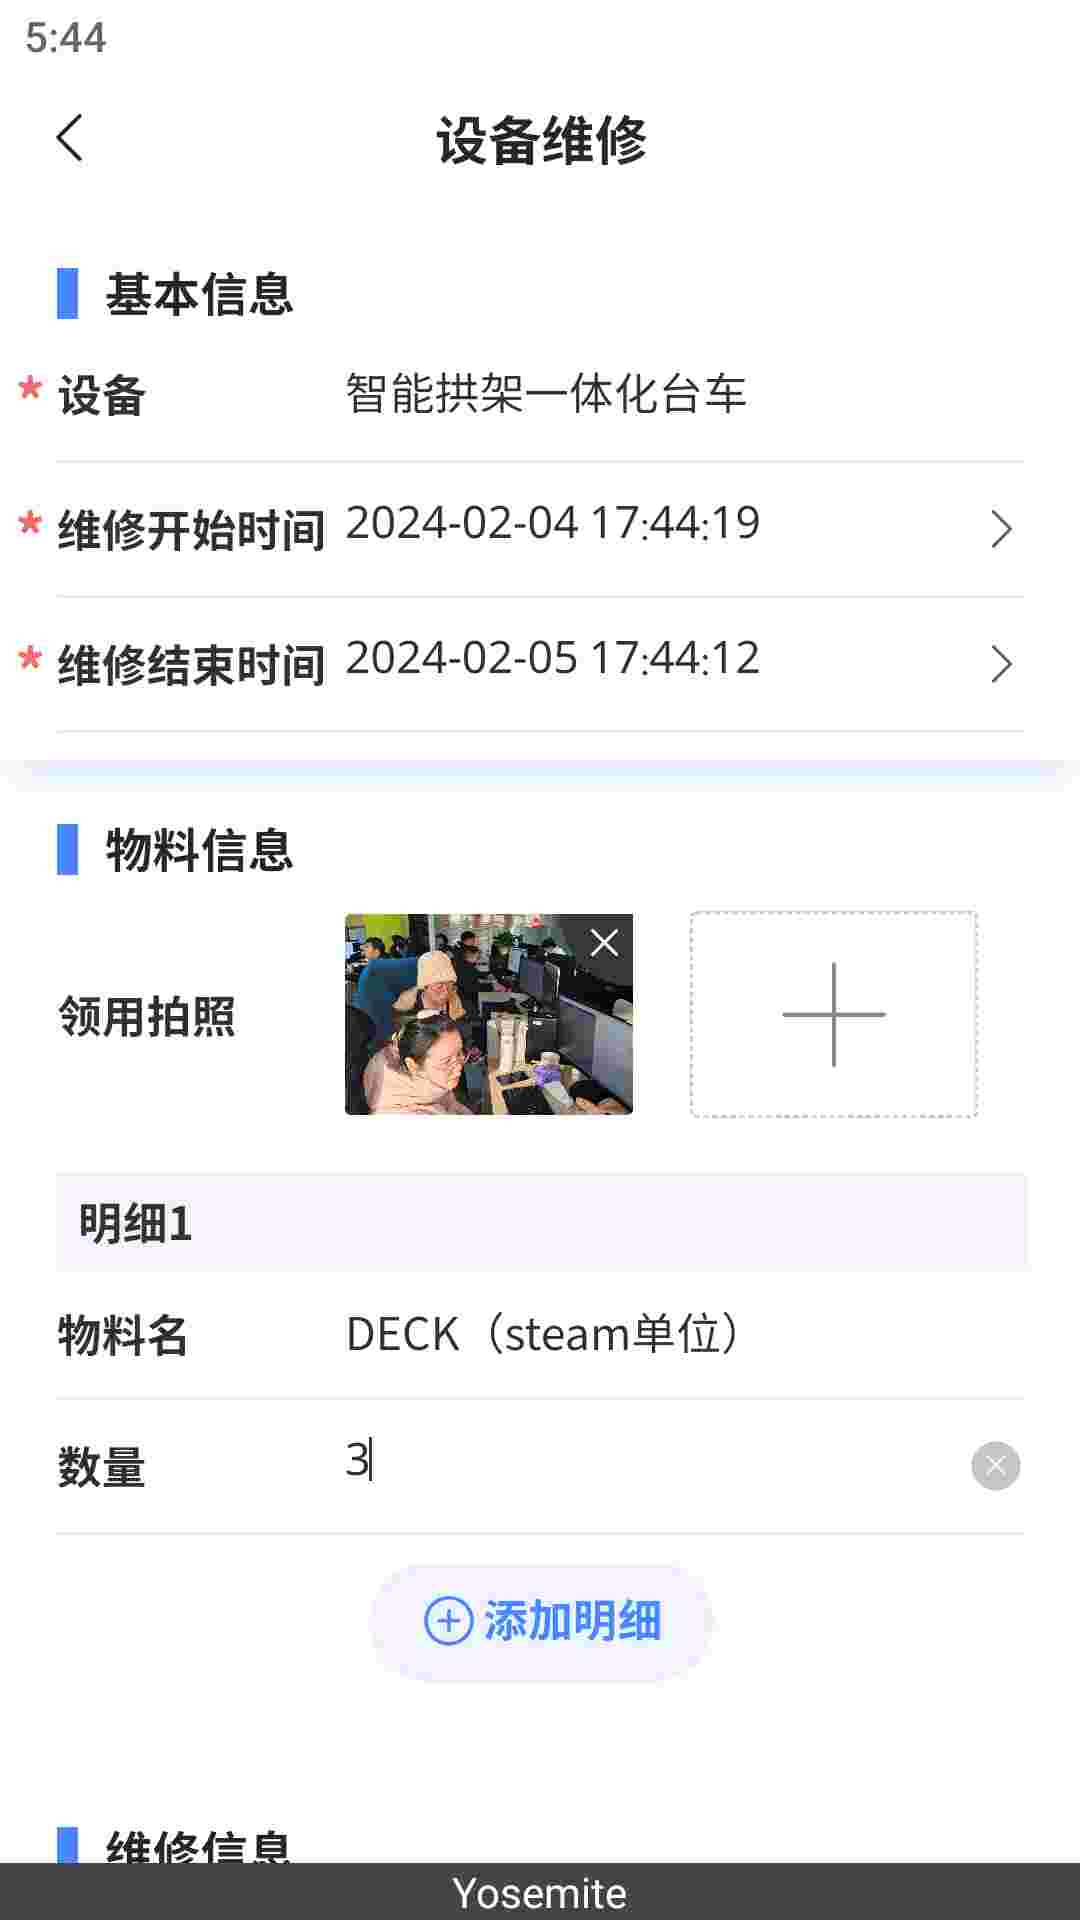 5:44
设备维修
基本信息
* 设备 智能拱架一体化台车
* 维修开始时间 2024-02-04 17:44:19
* 维修结束时间 2024-02-05 17:44:12
物料信息
领用拍照
明细1
物料名 DECK（steam单位）
数量 3
添加明细
维修信息
Yosemite